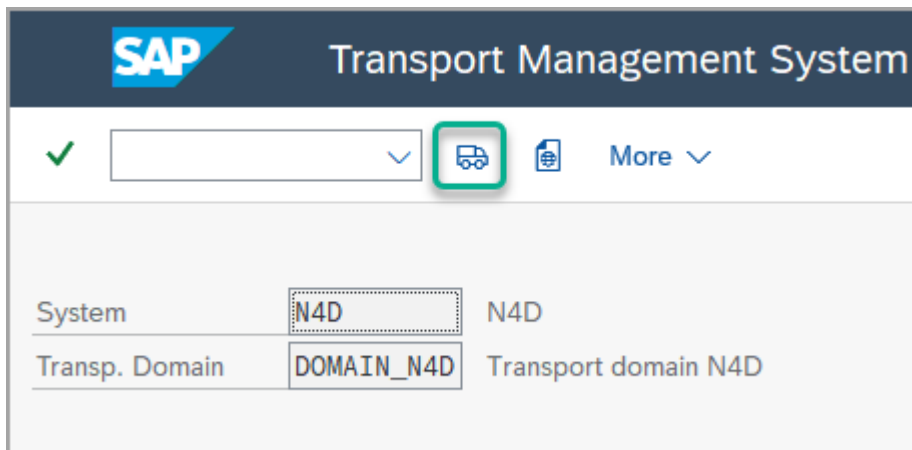 SAP Transport Management System
More
System N4D N4D
Transp. Domain DOMAIN_N4D Transport domain N4D